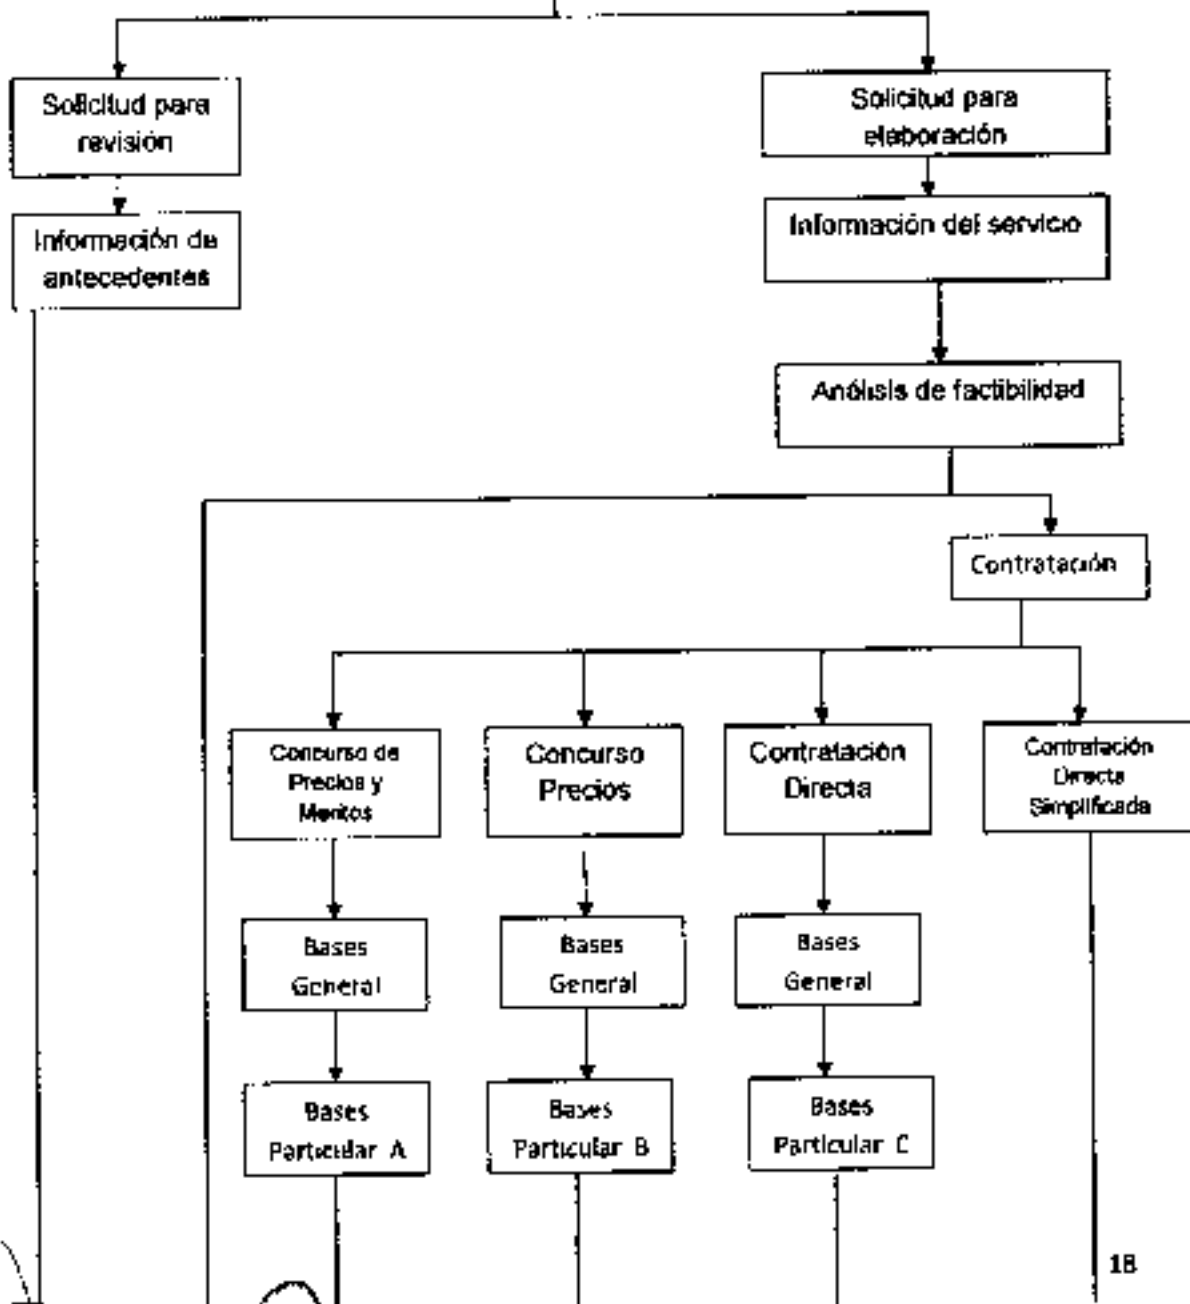 Solicitud para
revisión
Solicitud para
elaboración
Información de
antecedentes
Información del servicio
Análisis de factibilidad
Contratación
Concurso de
Precios y
Meritos
Concurso
Precios
Contratación
Directa
Contratación
Directa
Simplificada
Bases
General
Bases
General
Bases
General
Bases
Particular A
Bases
Particular B
Bases
Particular C
18